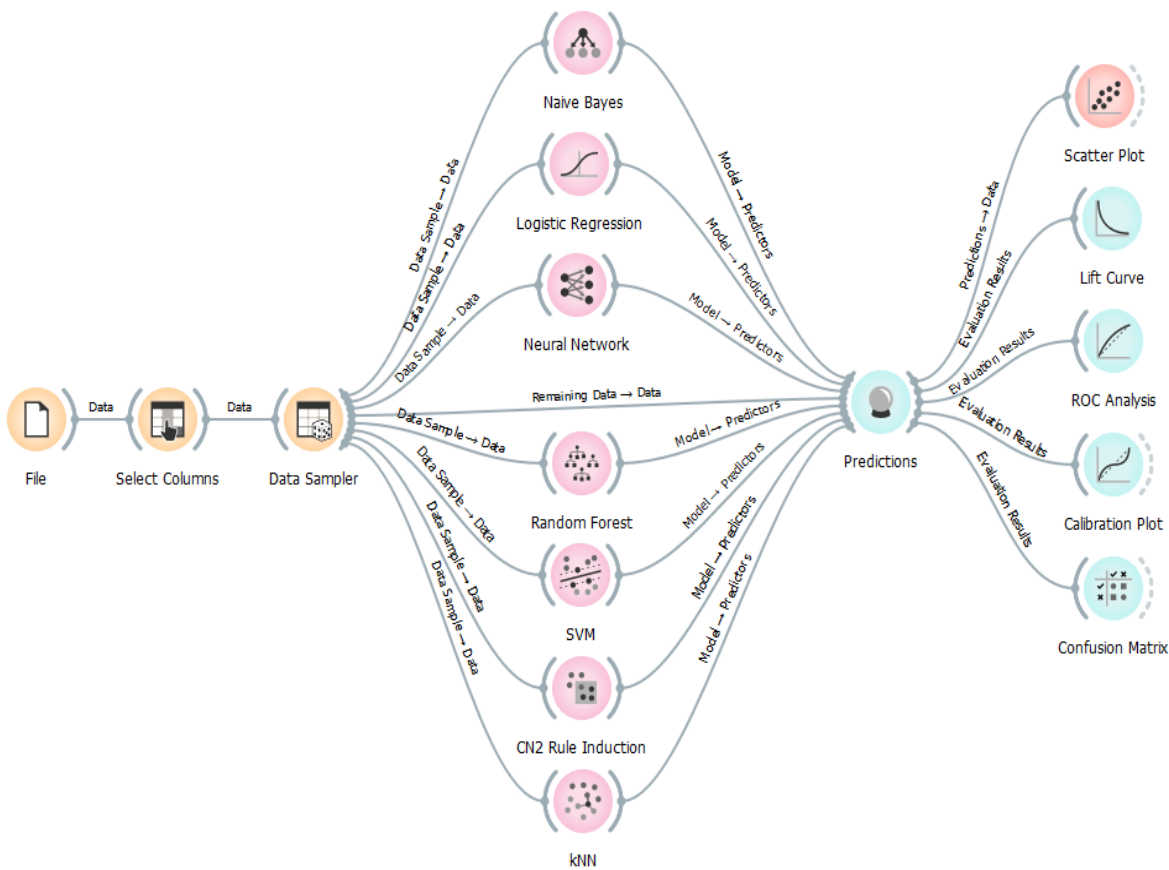 Naive Bayes
Scatter Plot
Data Sample → Data
Model → Predictors
Predictions → Data
Logistic Regression
Data Sample → Data
Model → Predictors
Evaluation Results
Lift Curve
Neural Network
Data Sample → Data
Model → Predictors
Evaluation Results
ROC Analysis
Data
Data
Remaining Data → Data
File
Select Columns
Data Sampler
Predictions
Data Sample → Data
Model → Predictors
Evaluation Results
Random Forest
Calibration Plot
Data Sample → Data
Model → Predictors
Evaluation Results
SVM
Confusion Matrix
Data Sample → Data
Model → Predictors
CN2 Rule Induction
Data Sample → Data
Model → Predictors
kNN